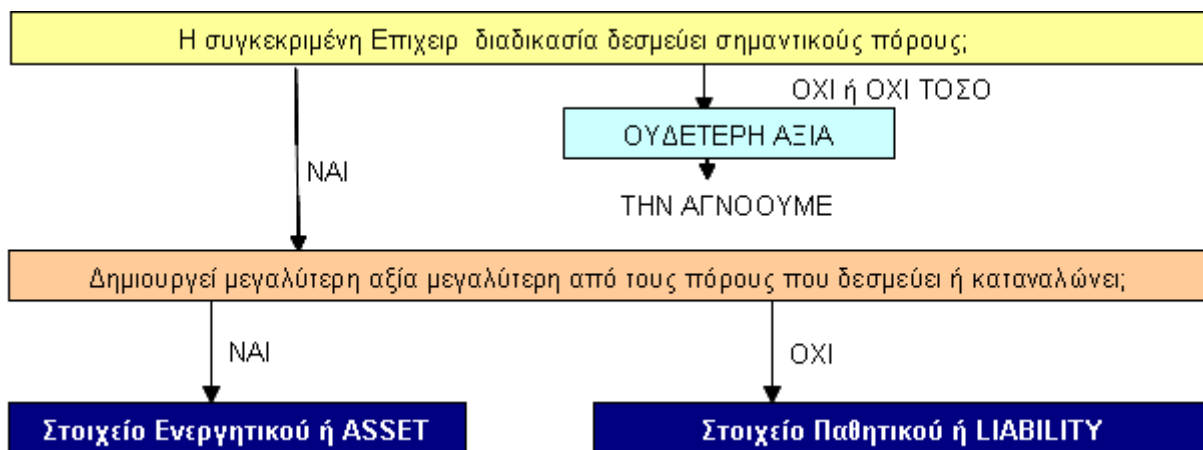 Η συγκεκριμένη Επιχειρ διαδικασία δεσμεύει σημαντικούς πόρους;
ΟΧΙ ή ΟΧΙ ΤΟΣΟ
ΟΥΔΕΤΕΡΗ ΑΞΙΑ
ΝΑΙ
ΤΗΝ ΑΓΝΟΟΥΜΕ
Δημιουργεί μεγαλύτερη αξία μεγαλύτερη από τους πόρους που δεσμεύει ή καταναλώνει;
ΝΑΙ
ΟΧΙ
Στοιχείο Ενεργητικού ή ASSET
Στοιχείο Παθητικού ή LIABILITY